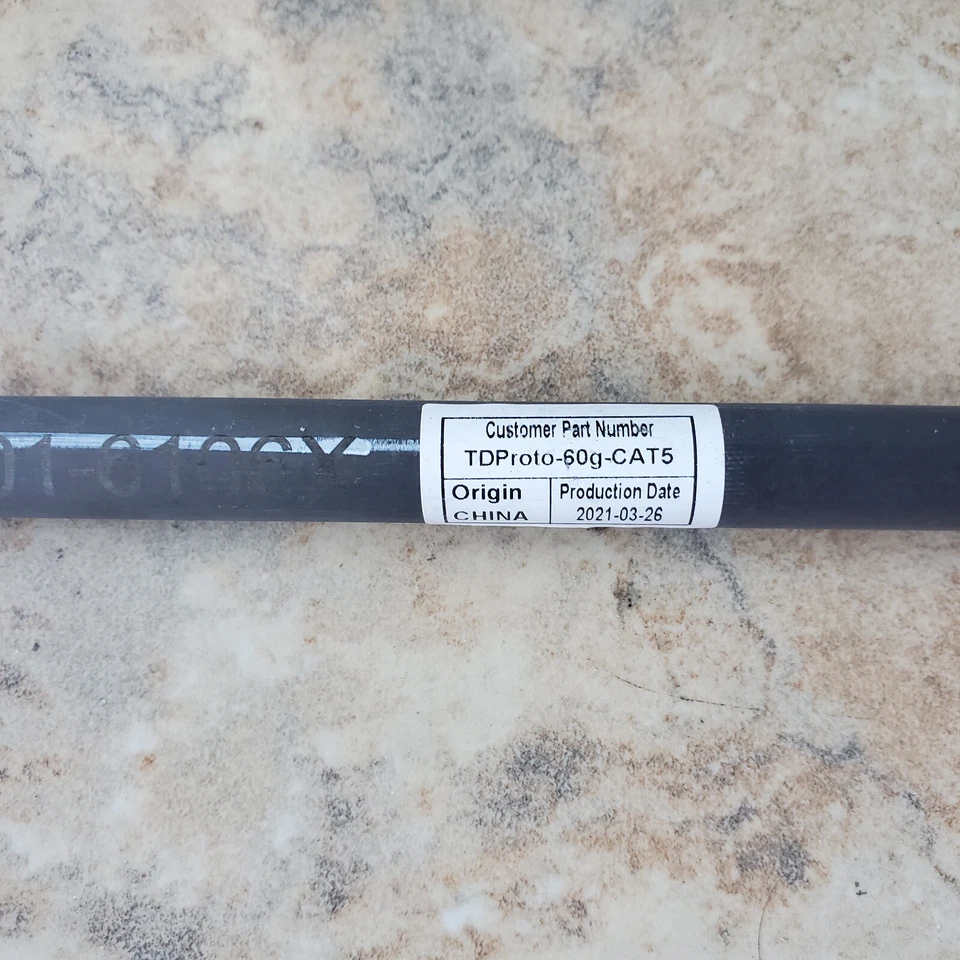 Customer Part Number
TDProto-60g-CAT5
Origin
CHINA
Production Date
2021-03-26